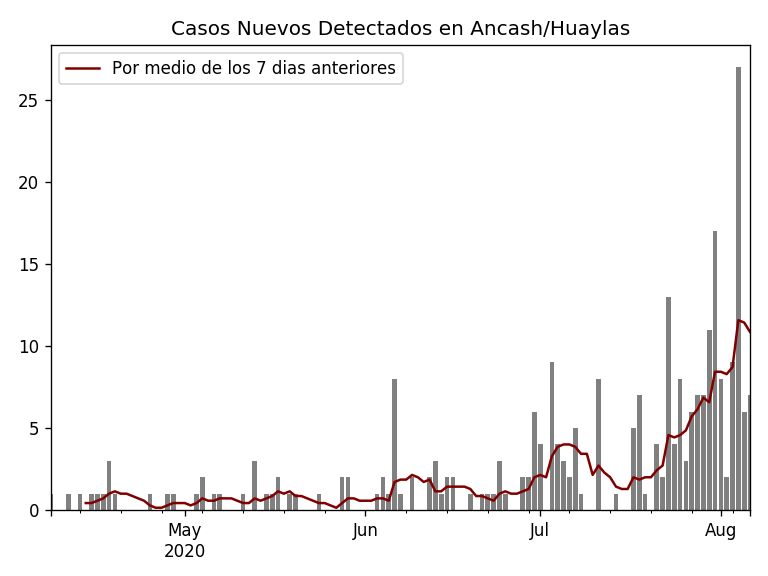 Casos Nuevos Detectados en Ancash/Huaylas
Por medio de los 7 dias anteriores
25
20
15
10
5
0
May
2020
Jun
Jul
Aug